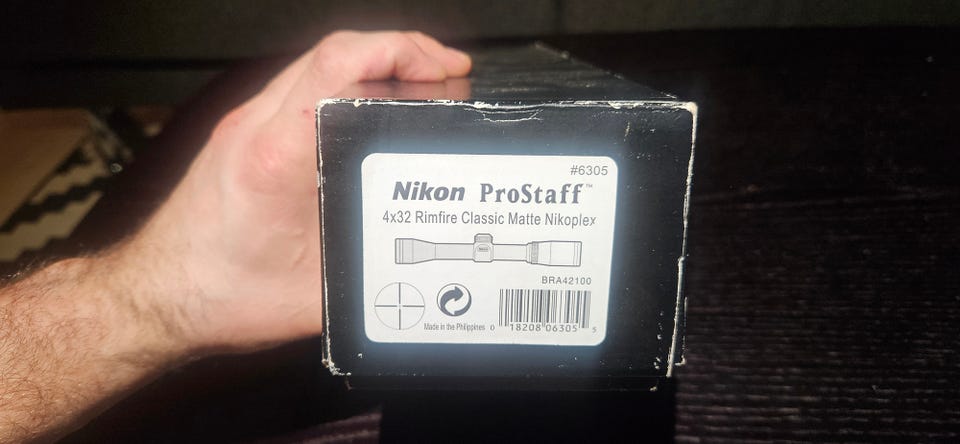 #6305
Nikon ProStaff™
4x32 Rimfire Classic Matte Nikoplex
BRA42100
Made in the Philippines
0 18208 06305 5